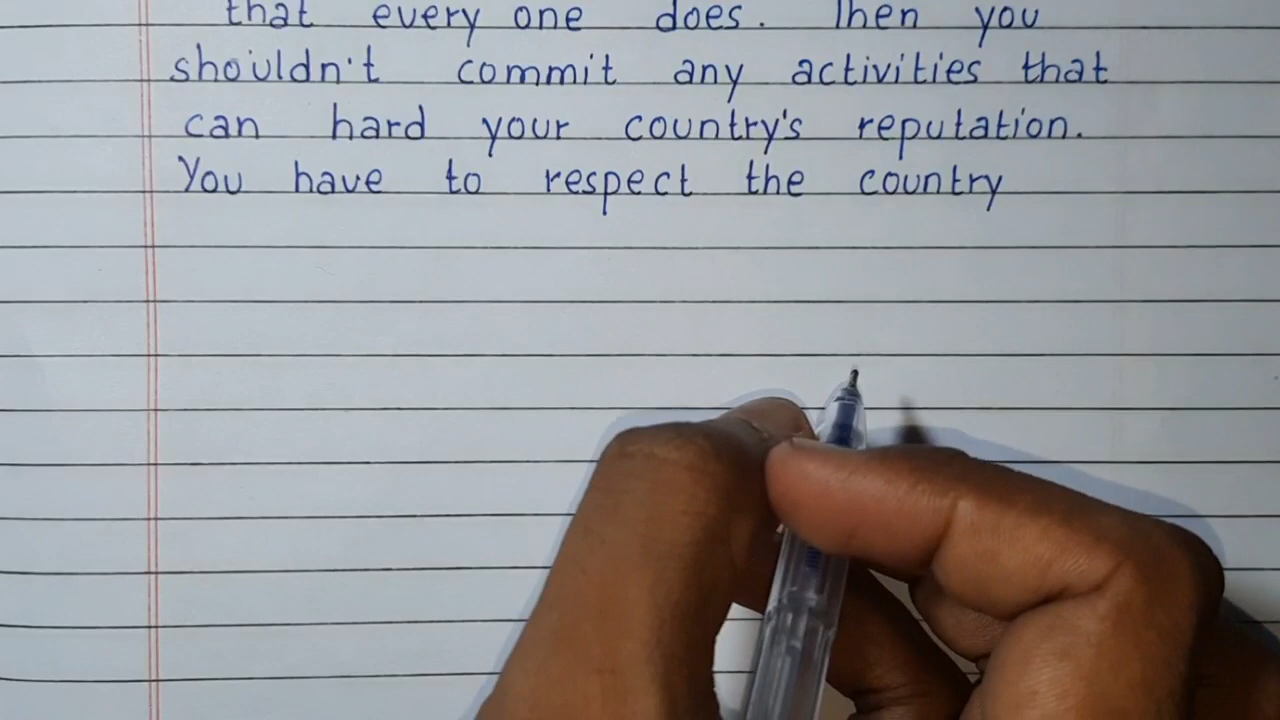 that every one does. Then you
shouldn't commit any activities that
can hard your country's reputation.
You have to respect the country